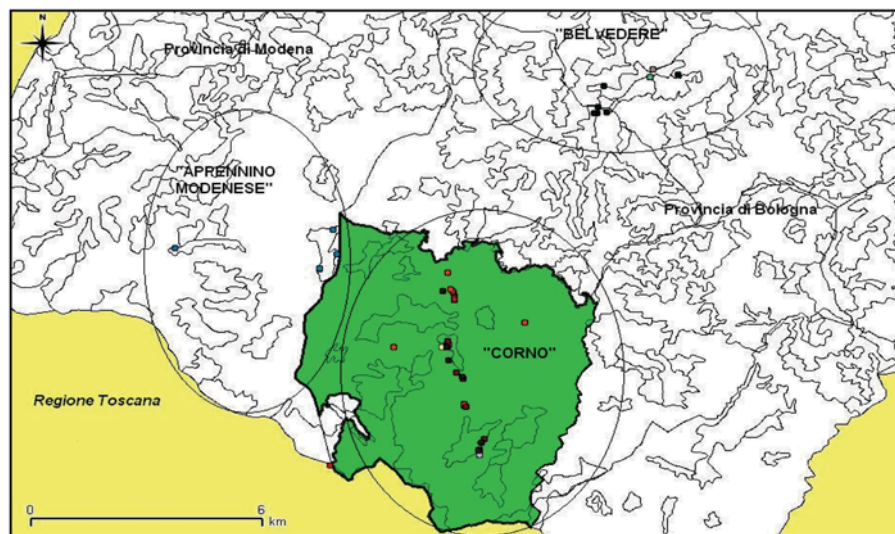 N
Provincia di Modena
"BELVEDERE"
"APRENNINO
MODENESE"
Provincia di Bologna
"CORNO"
Regione Toscana
0
6
km